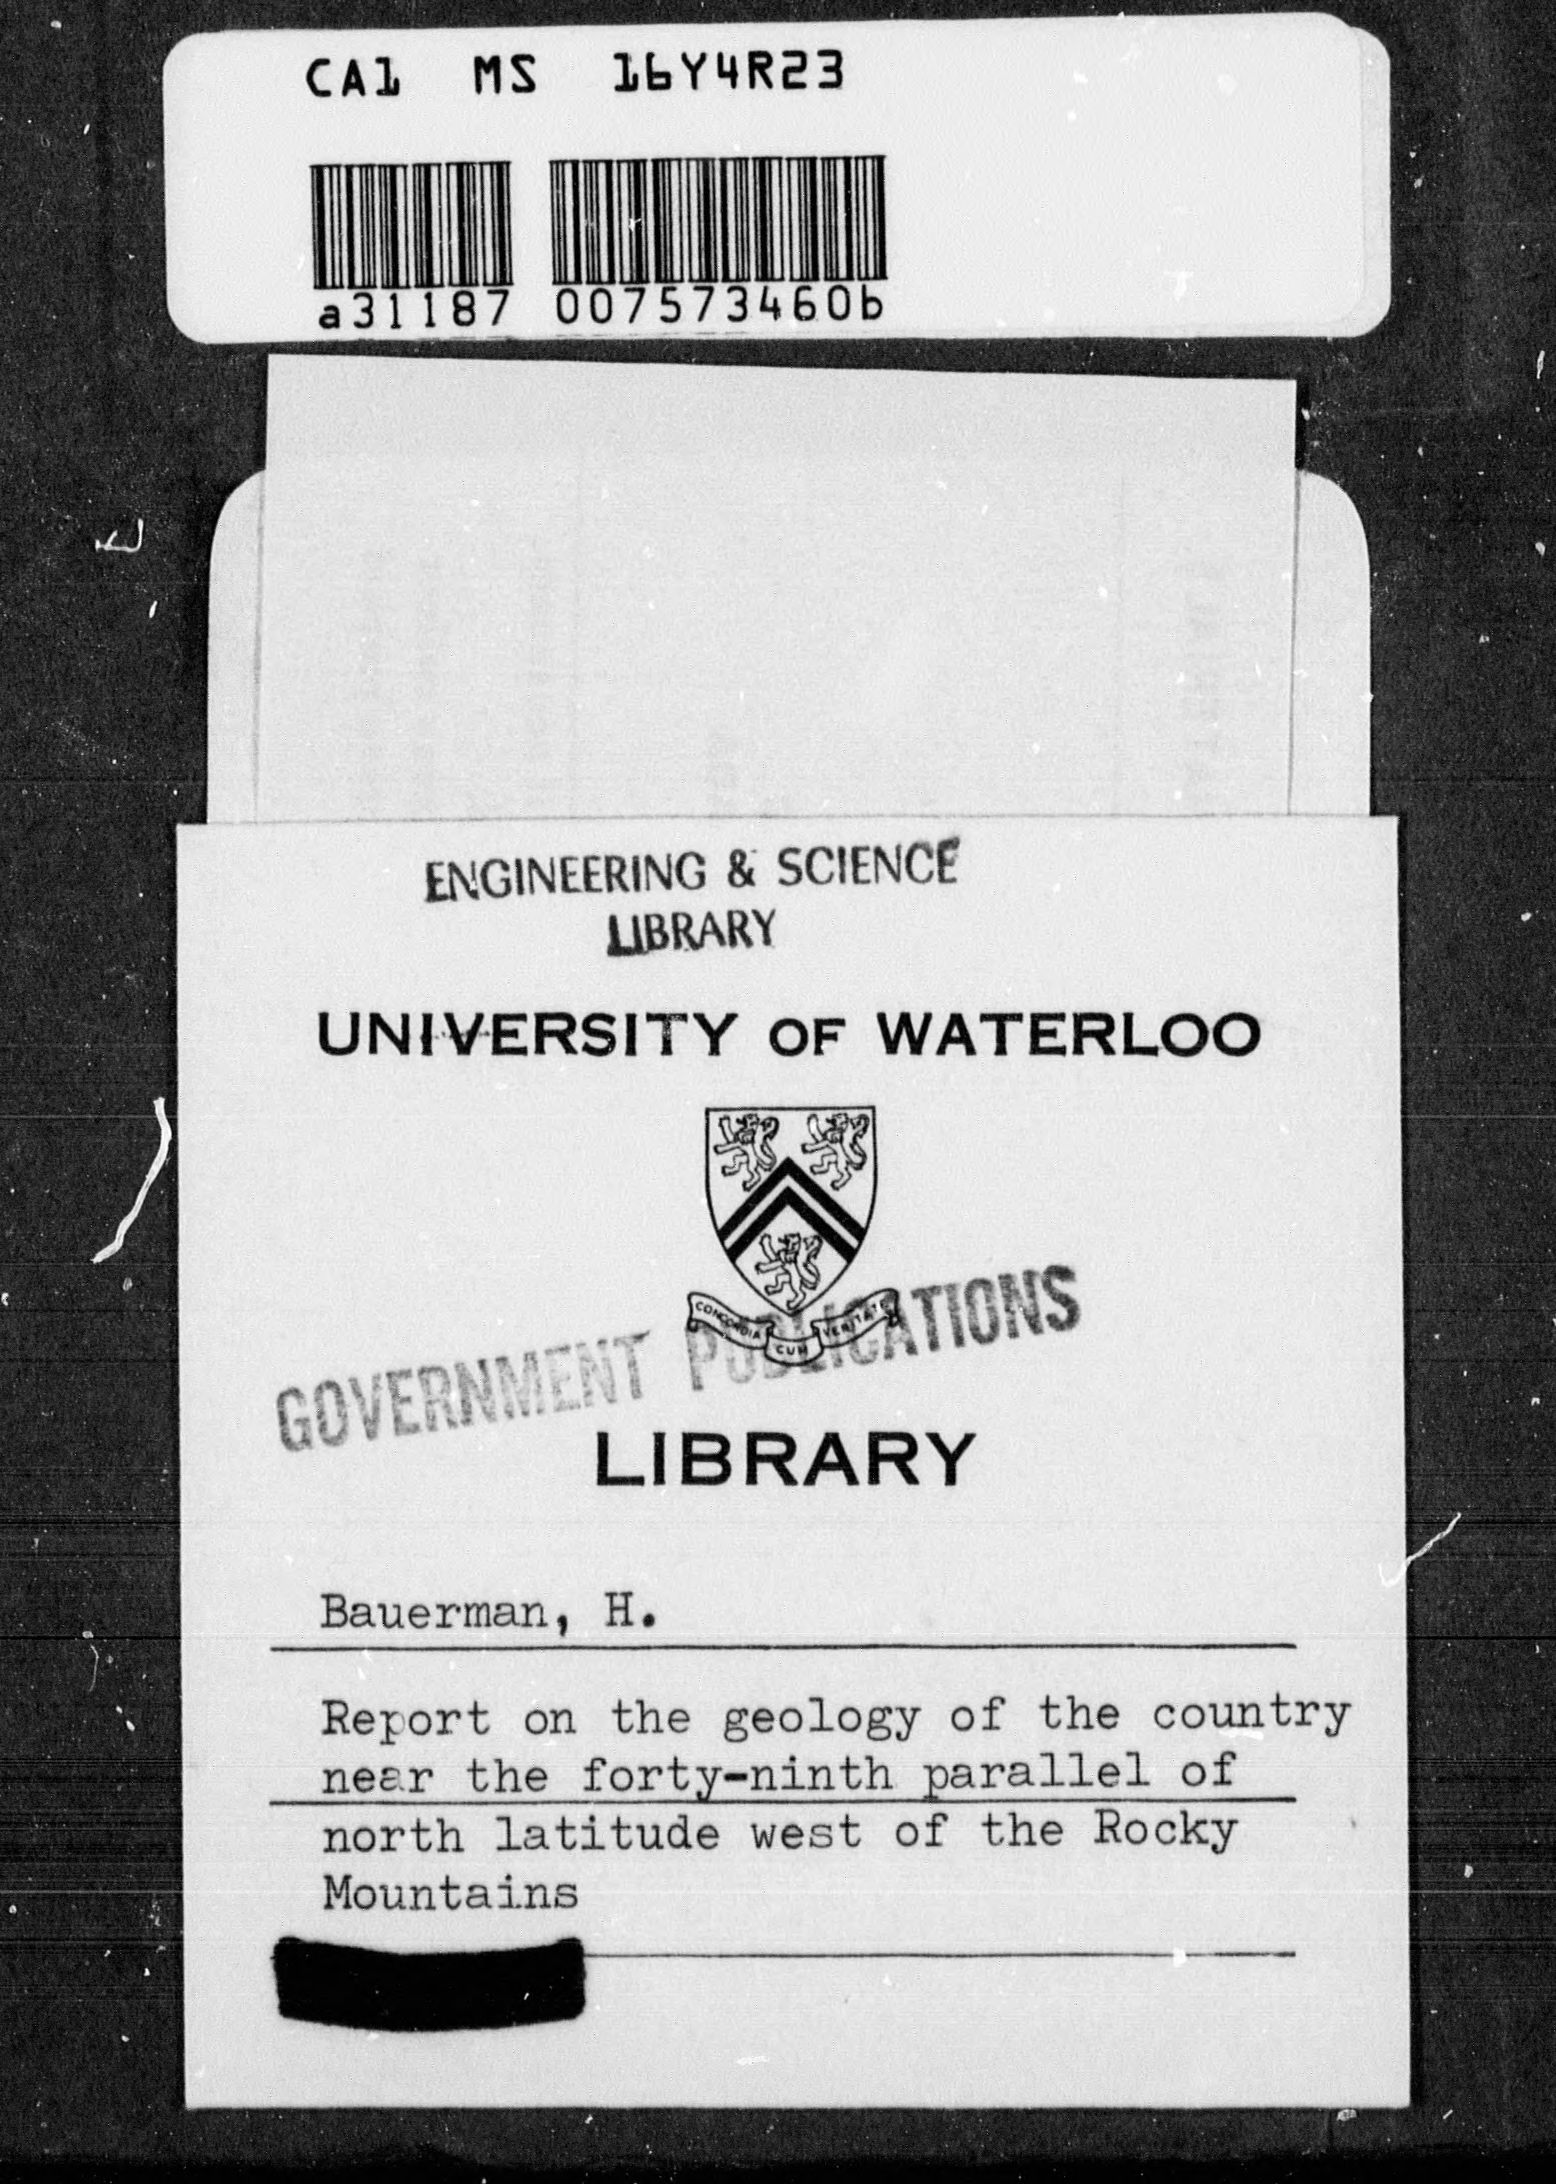 CA1 MS 16Y4R23
a31187 007573460b
ENGINEERING & SCIENCE
LIBRARY
UNIVERSITY OF WATERLOO
CONCORDIA CUM VERITATE
GOVERNMENT PUBLICATIONS
LIBRARY
Bauerman, H.
Report on the geology of the country
near the forty-ninth parallel of
north latitude west of the Rocky
Mountains